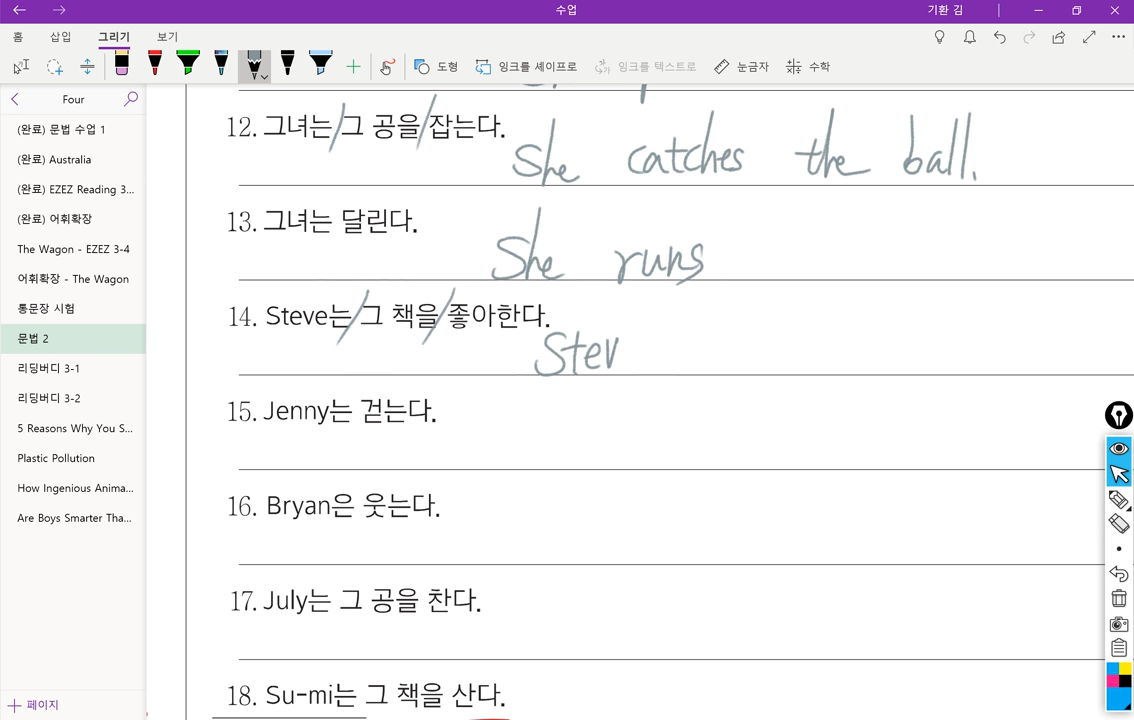 수업
기환 김
홈 삽입 그리기 보기
도형 잉크를 셰이프로 잉크를 텍스트로 눈금자 수학
Four
(완료) 문법 수업 1
(완료) Australia
(완료) EZEZ Reading 3...
(완료) 어휘확장
The Wagon - EZEZ 3-4
어휘확장 - The Wagon
통문장 시험
문법 2
리딩버디 3-1
리딩버디 3-2
5 Reasons Why You S...
Plastic Pollution
How Ingenious Anima...
Are Boys Smarter Tha...
페이지
12. 그녀는/그 공을/잡는다.
She catches the ball.
13. 그녀는 달린다.
She runs
14. Steve는/그 책을/좋아한다.
Stev
15. Jenny는 걷는다.
16. Bryan은 웃는다.
17. July는 그 공을 찬다.
18. Su-mi는 그 책을 산다.